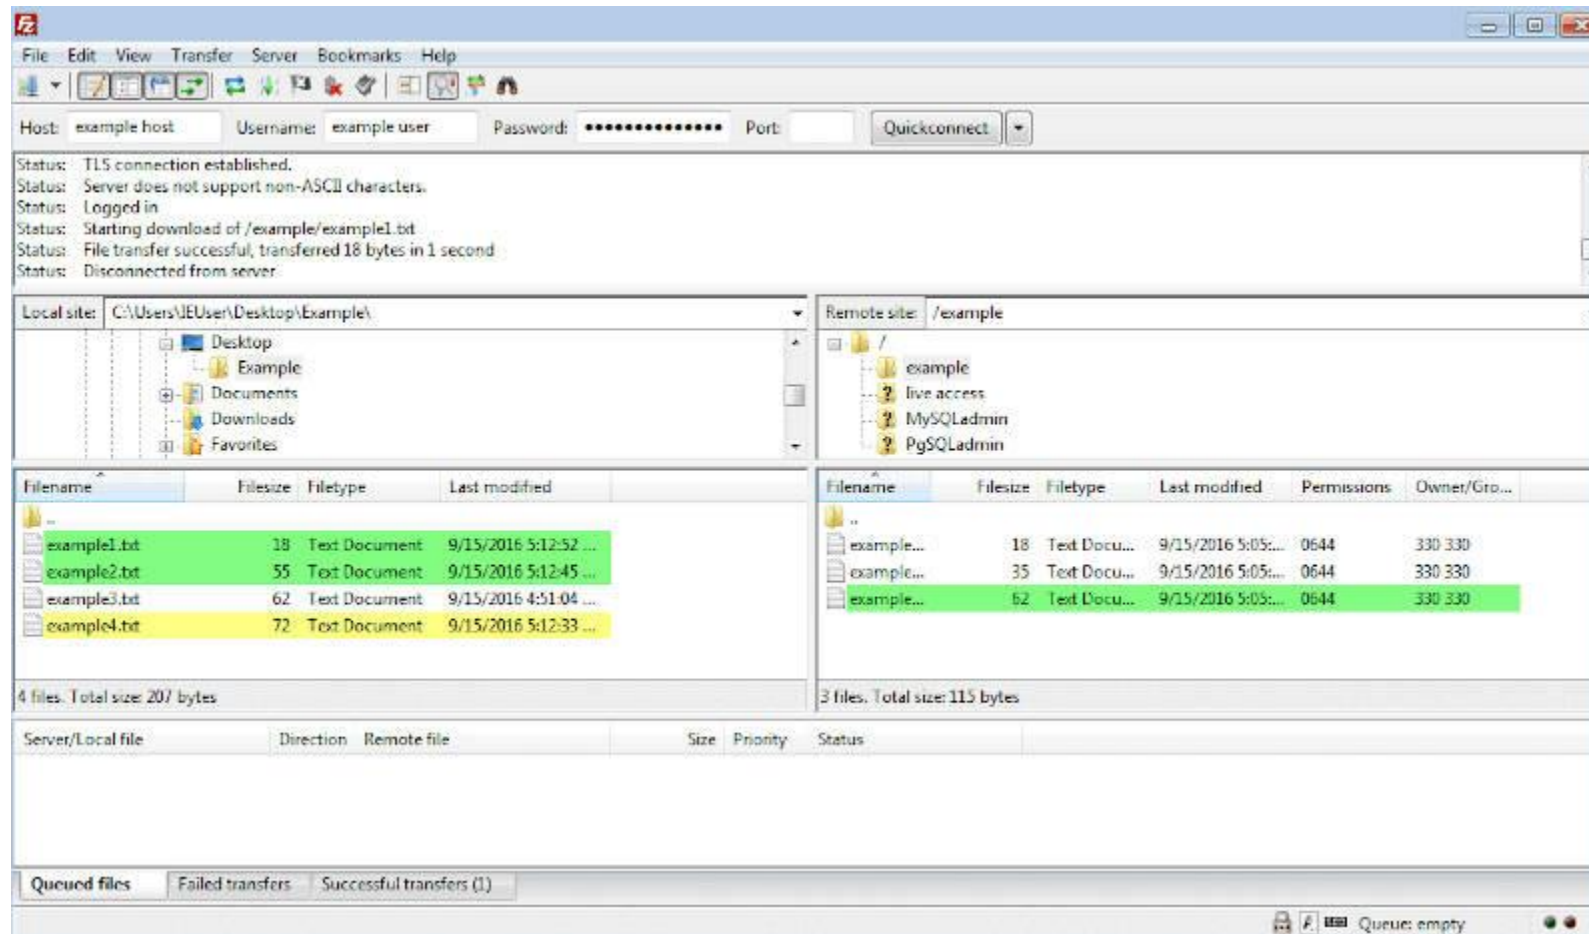 Fz
File Edit View Transfer Server Bookmarks Help
Host: example host Username: example user Password: ●●●●●●●●●●●●●● Port: Quickconnect
Status: TLS connection established.
Status: Server does not support non-ASCII characters.
Status: Logged in
Status: Starting download of /example/example1.txt
Status: File transfer successful, transferred 18 bytes in 1 second
Status: Disconnected from server
Local site: C:\Users\IEUser\Desktop\Example\
Desktop
Example
Documents
Downloads
Favorites
Remote site: /example
/
example
? live access
? MySQLadmin
? PgSQLadmin
Filename Filesize Filetype Last modified
..
example1.txt 18 Text Document 9/15/2016 5:12:52 ...
example2.txt 55 Text Document 9/15/2016 5:12:45 ...
example3.txt 62 Text Document 9/15/2016 4:51:04 ...
example4.txt 72 Text Document 9/15/2016 5:12:33 ...
4 files. Total size: 207 bytes
Filename Filesize Filetype Last modified Permissions Owner/Gro...
..
example... 18 Text Docu... 9/15/2016 5:05:... 0644 330 330
example... 35 Text Docu... 9/15/2016 5:05:... 0644 330 330
example... 62 Text Docu... 9/15/2016 5:05:... 0644 330 330
3 files. Total size: 115 bytes
Server/Local file Direction Remote file Size Priority Status
Queued files Failed transfers Successful transfers (1)
Queue: empty